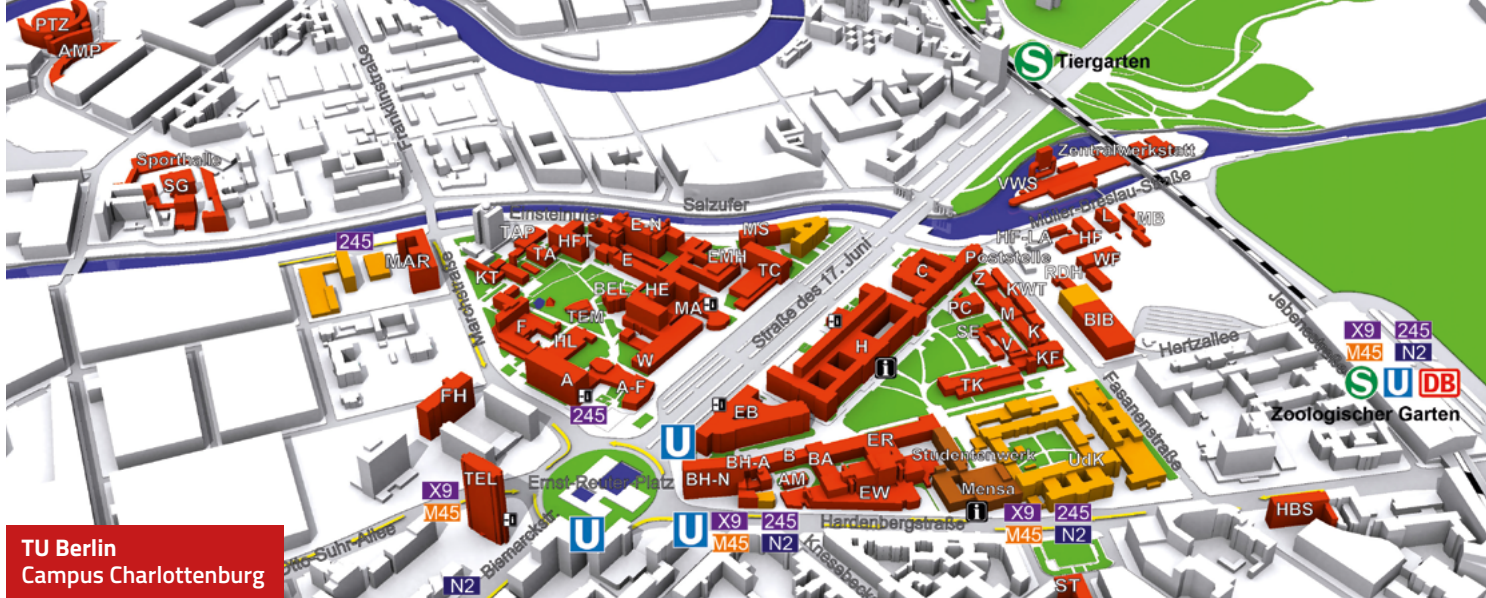 PTZ
AMP
Franklinstraße
S Tiergarten
Sporthalle
SG
Zentralwerkstatt
VWS
Müller-Breslau-Straße
Salzufer
Einsteinufer
TAP
HFT
E-N
MS
L
MB
245
MAR
TA
E
EMH
TC
C
HF-LA
HF
Poststelle
WF
RDH
KT
BEL
HE
MA
Straße des 17. Juni
Z
KWT
PC
M
BIB
Marchstraße
F
TEM
HL
W
H
SE
V
K
KF
Hertzallee
Jebensstraße
X9 245
M45 N2
S U DB
Zoologischer Garten
A
A-F
i
TK
Fasanenstraße
FH
245
EB
U
BH-A
B
BA
ER
Studentenwerk
UdK
TEL
X9
M45
Ernst-Reuter-Platz
BH-N
AM
EW
Mensa
HBS
U
U
X9 245
M45 N2
Hardenbergstraße
i
X9 245
M45 N2
Otto-Suhr-Allee
Bismarckstr.
N2
ST
TU Berlin
Campus Charlottenburg